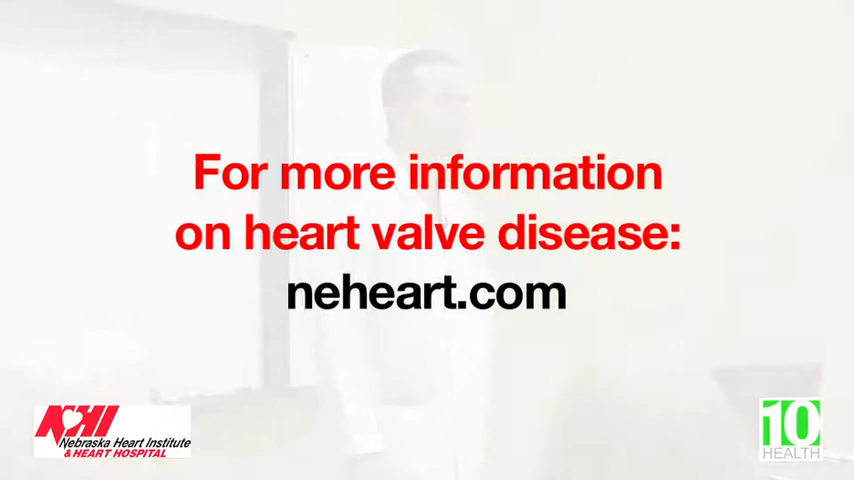 For more information
on heart valve disease:
neheart.com
NHI
Nebraska Heart Institute
& HEART HOSPITAL
10
HEALTH